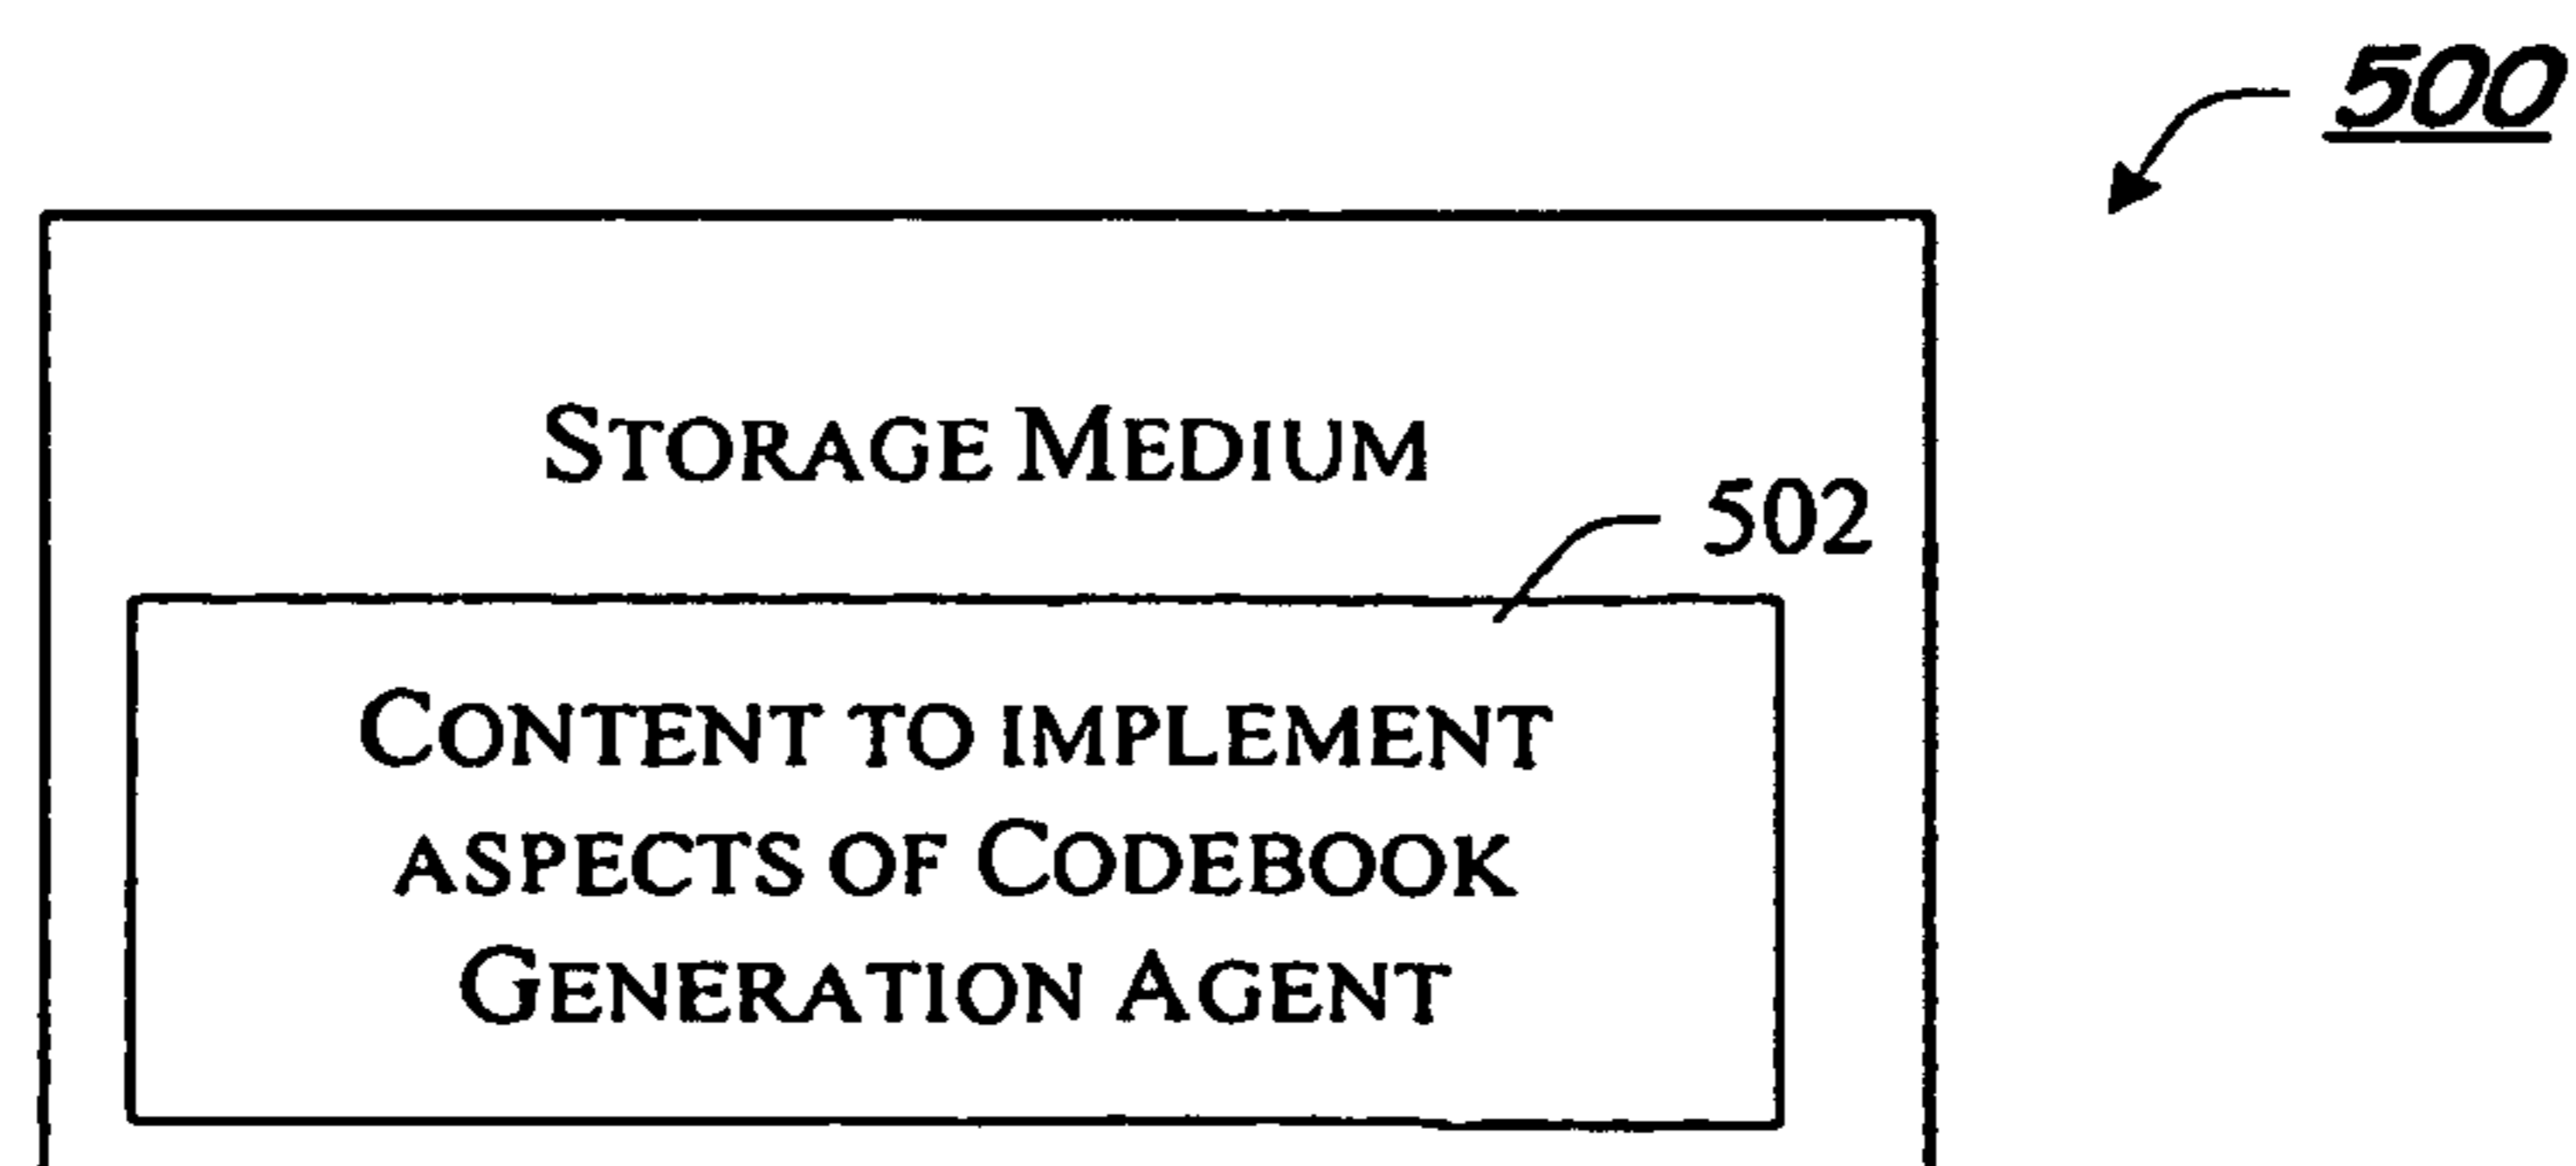 500
STORAGE MEDIUM
502
CONTENT TO IMPLEMENT
ASPECTS OF CODEBOOK
GENERATION AGENT